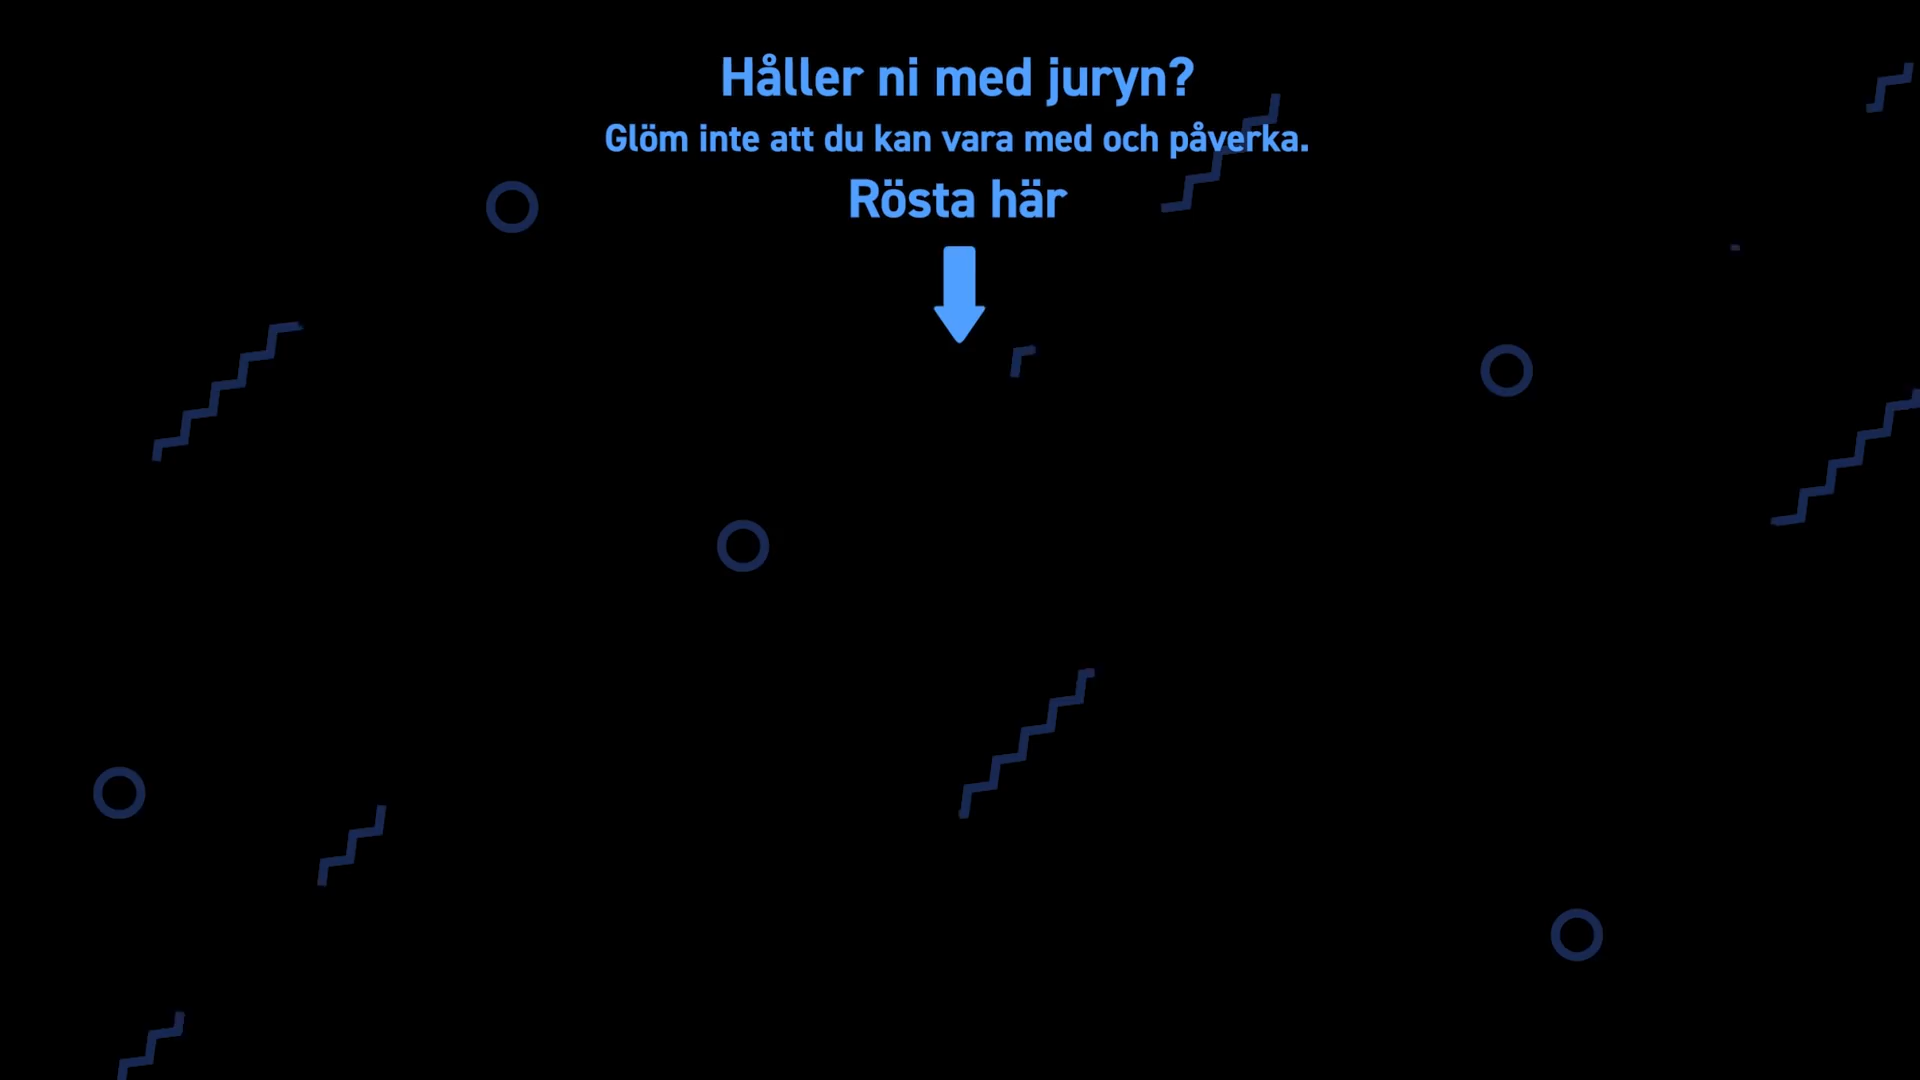 Håller ni med juryn?
Glöm inte att du kan vara med och påverka.
Rösta här